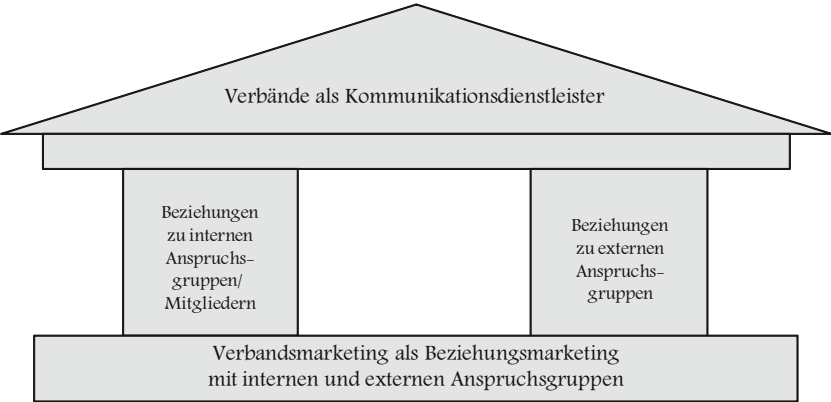 Verbände als Kommunikationsdienstleister
Beziehungen
zu internen
Anspruchs-
gruppen/
Mitgliedern
Beziehungen
zu externen
Anspruchs-
gruppen
Verbandsmarketing als Beziehungsmarketing
mit internen und externen Anspruchsgruppen